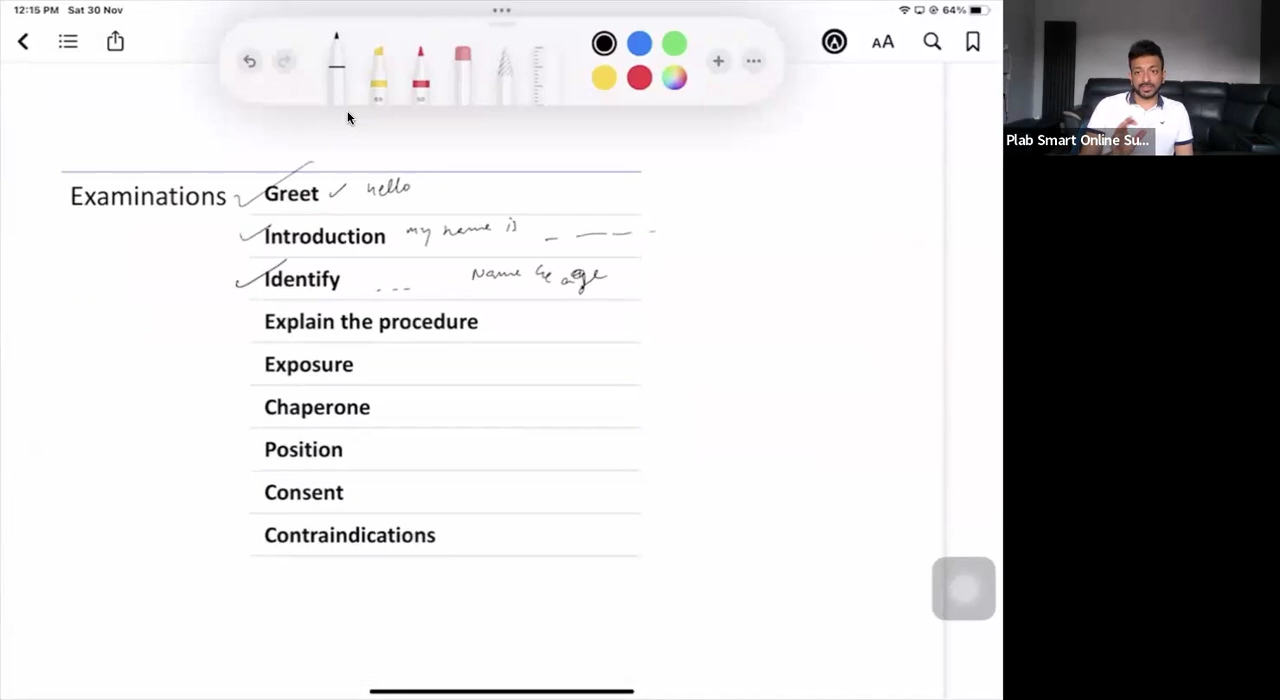 12:15 PM Sat 30 Nov 64%
AA
Plab Smart Online Su...
Examinations Greet ✓ hello
Introduction my name is _ __ _ -
Identify ... Name & age
Explain the procedure
Exposure
Chaperone
Position
Consent
Contraindications